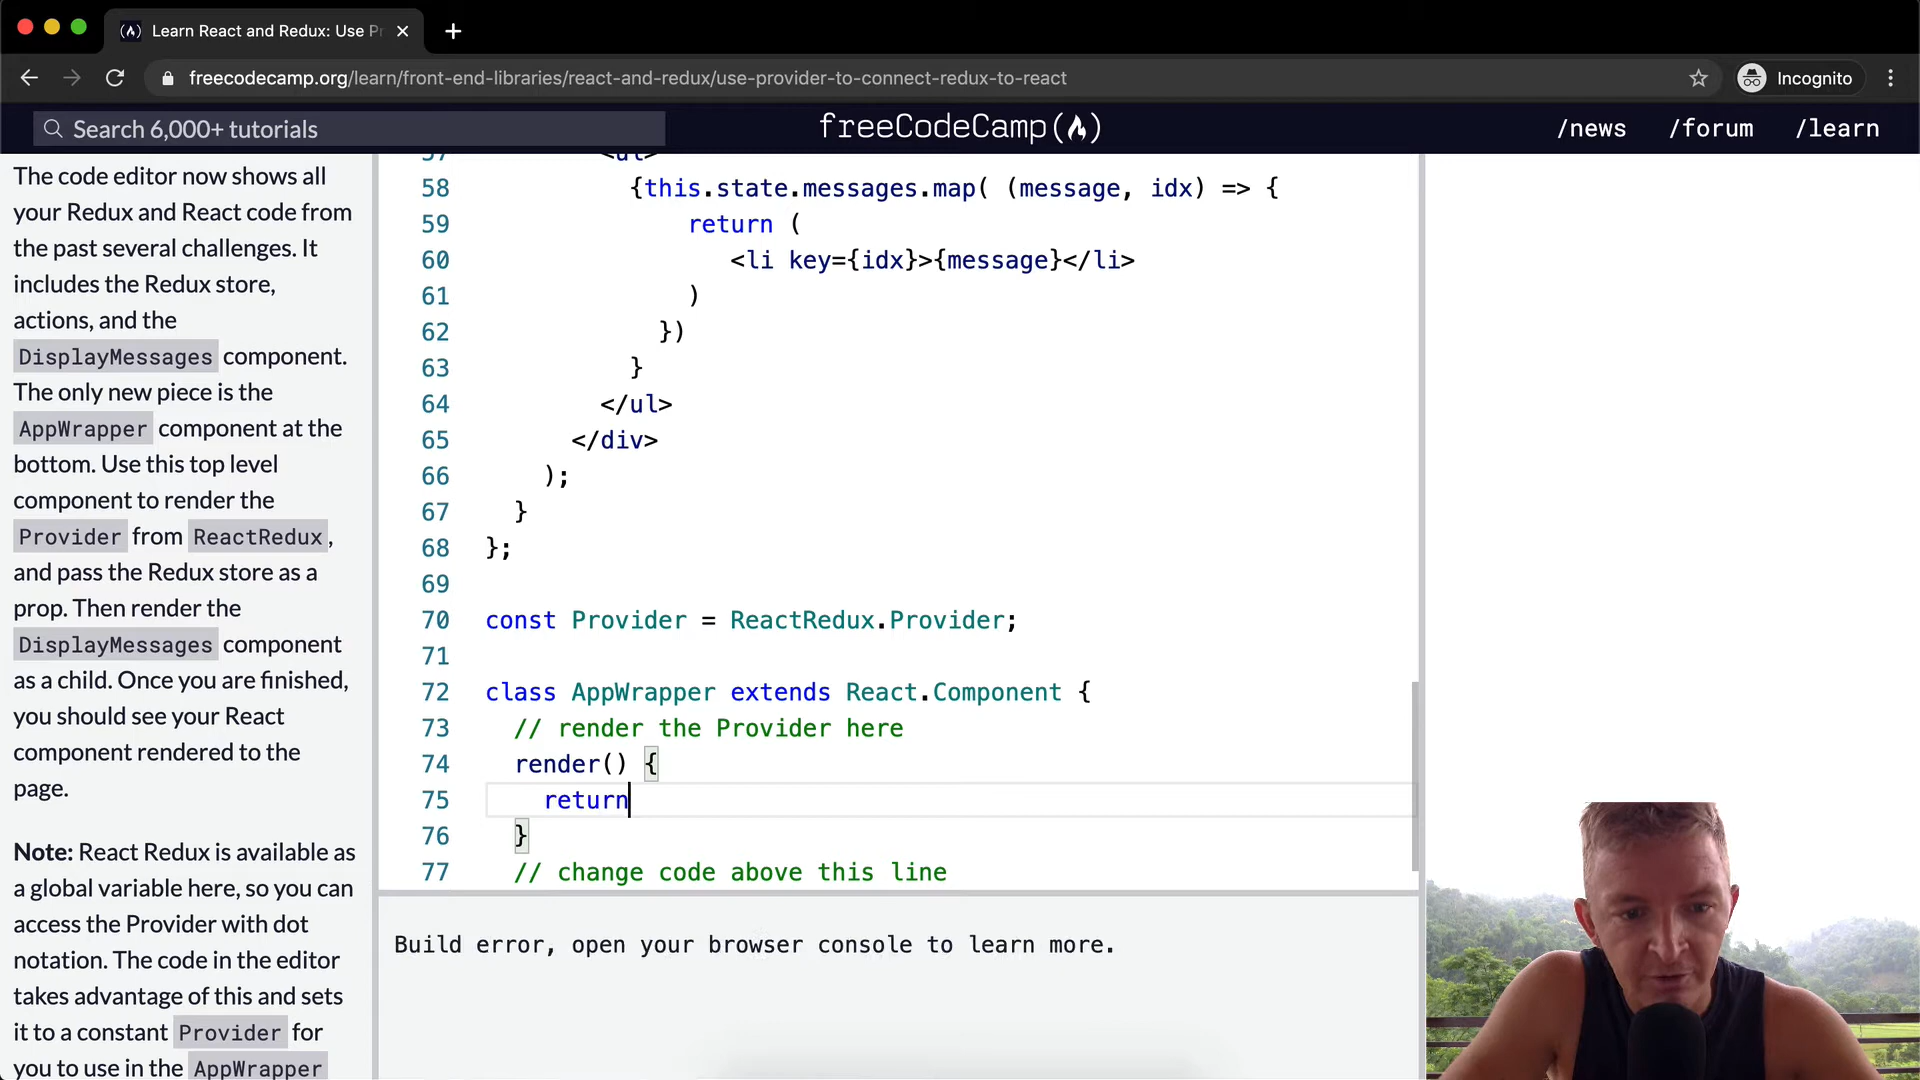 Learn React and Redux: Use Pr
freecodecamp.org/learn/front-end-libraries/react-and-redux/use-provider-to-connect-redux-to-react
Incognito
Search 6,000+ tutorials
freeCodeCamp
/news
/forum
/learn
The code editor now shows all
your Redux and React code from
the past several challenges. It
includes the Redux store,
actions, and the
DisplayMessages component.
The only new piece is the
AppWrapper component at the
bottom. Use this top level
component to render the
Provider from ReactRedux,
and pass the Redux store as a
prop. Then render the
DisplayMessages component
as a child. Once you are finished,
you should see your React
component rendered to the
page.
Note: React Redux is available as
a global variable here, so you can
access the Provider with dot
notation. The code in the editor
takes advantage of this and sets
it to a constant Provider for
you to use in the AppWrapper
57 <ul>
58 {this.state.messages.map( (message, idx) => {
59 return (
60 <li key={idx}>{message}</li>
61 )
62 })
63 }
64 </ul>
65 </div>
66 );
67 }
68 };
69
70 const Provider = ReactRedux.Provider;
71
72 class AppWrapper extends React.Component {
73 // render the Provider here
74 render() {
75 return
76 }
77 // change code above this line
Build error, open your browser console to learn more.